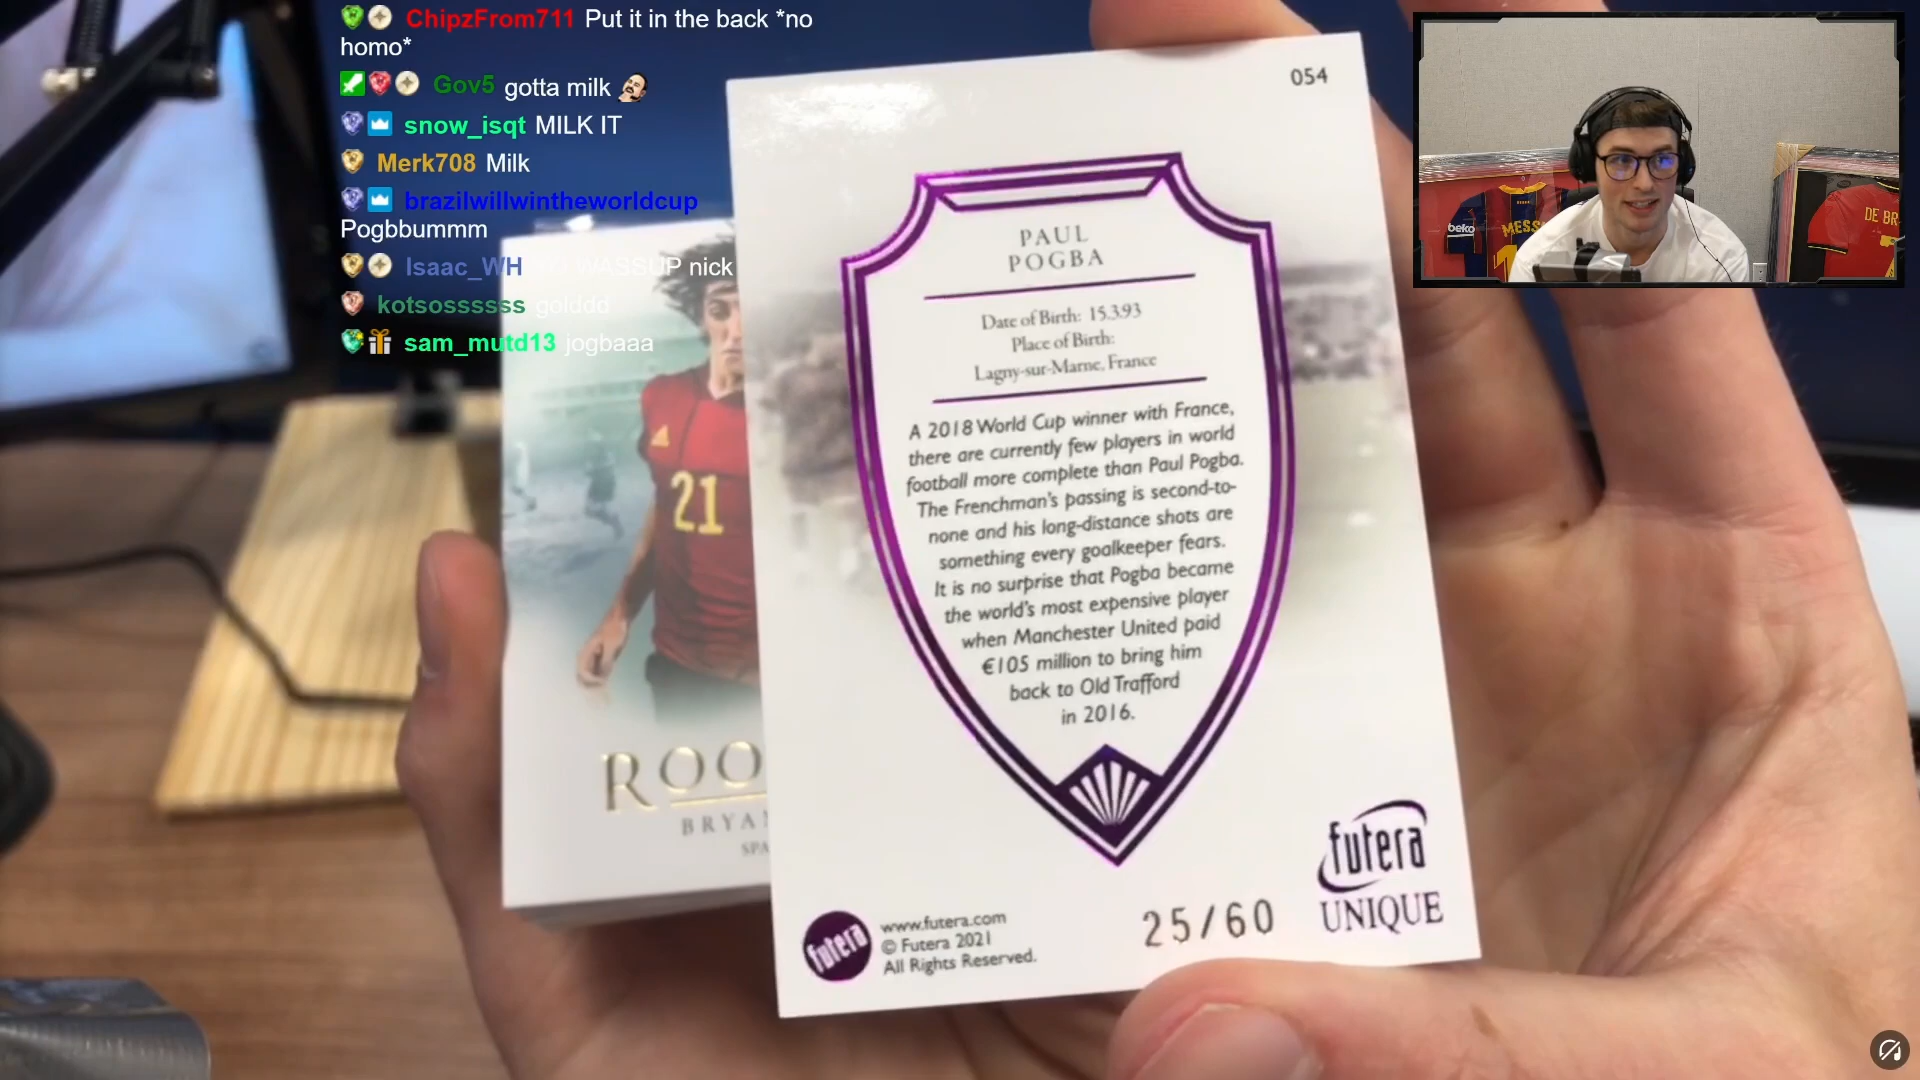 ChipzFrom711 Put it in the back *no
homo*
Gov5 gotta milk
snow_isqt MILK IT
Merk708 Milk
brazilwillwintheworldcup
Pogbbummm
Isaac_WH YO WASSUP nick
kotsossssss golddd
sam_mutd13 jogbaaa
21
ROO
BRYA
SPA
054
PAUL
POGBA
Date of Birth: 15.3.93
Place of Birth:
Lagny-sur-Marne, France
A 2018 World Cup winner with France,
there are currently few players in world
football more complete than Paul Pogba.
The Frenchman's passing is second-to-
none and his long-distance shots are
something every goalkeeper fears.
It is no surprise that Pogba became
the world's most expensive player
when Manchester United paid
€105 million to bring him
back to Old Trafford
in 2016.
futera
www.futera.com
© Futera 2021
All Rights Reserved.
25/60
futera
UNIQUE
beko
MESS
DE BR